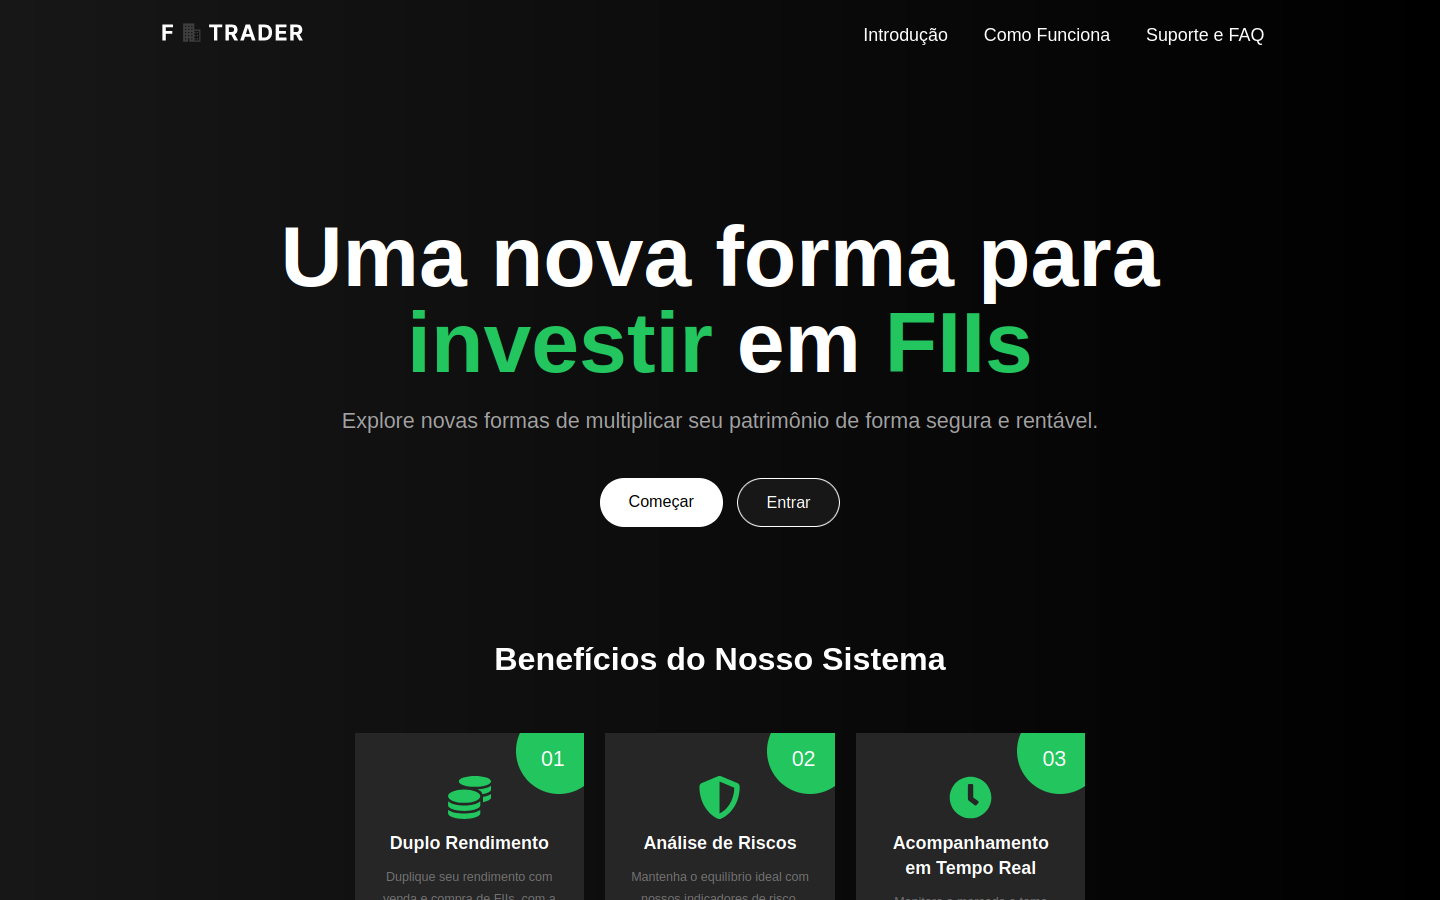 F TRADER
Introdução
Como Funciona
Suporte e FAQ
Uma nova forma para
investir em FIIs
Explore novas formas de multiplicar seu patrimônio de forma segura e rentável.
Começar
Entrar
Benefícios do Nosso Sistema
01
Duplo Rendimento
Duplique seu rendimento com
venda e compra de FIIs, com a
02
Análise de Riscos
Mantenha o equilíbrio ideal com
nossos indicadores de risco
03
Acompanhamento
em Tempo Real